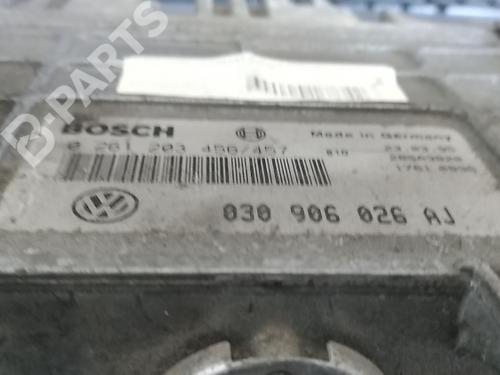 B-PARTS
BOSCH
Made in Germany
0 261 203 456/457
030 906 026 AJ